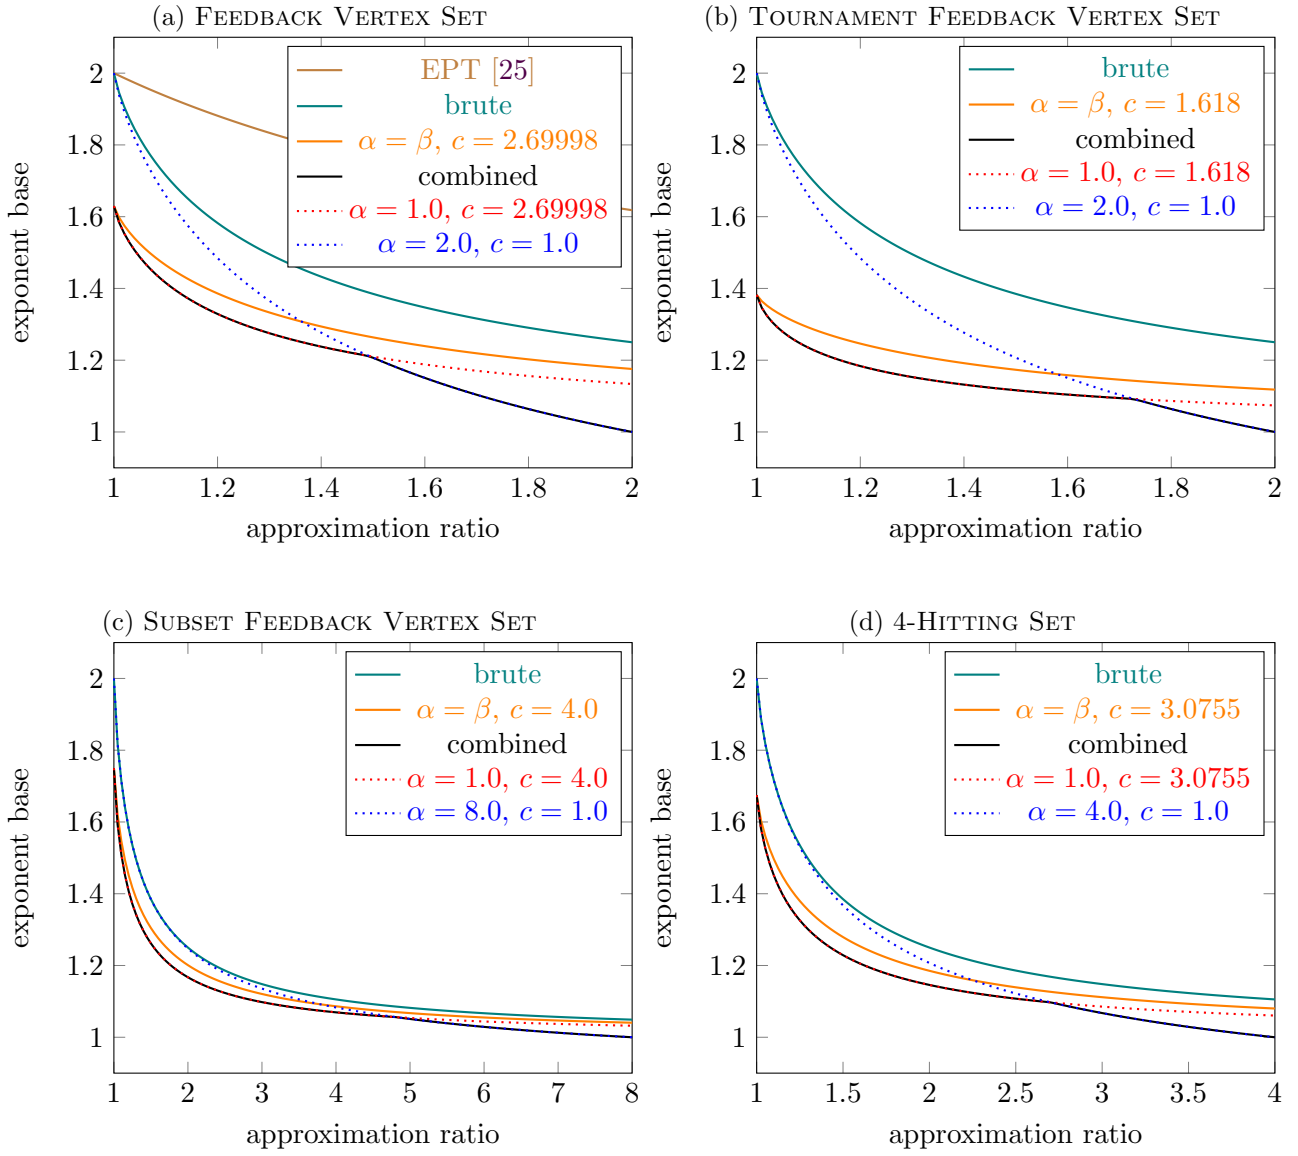 (a) FEEDBACK VERTEX SET
EPT [25]
brute
α = β, c = 2.69998
combined
α = 1.0, c = 2.69998
α = 2.0, c = 1.0
2
1.8
1.6
1.4
1.2
1
exponent base
1 1.2 1.4 1.6 1.8 2
approximation ratio
(b) TOURNAMENT FEEDBACK VERTEX SET
brute
α = β, c = 1.618
combined
α = 1.0, c = 1.618
α = 2.0, c = 1.0
2
1.8
1.6
1.4
1.2
1
exponent base
1 1.2 1.4 1.6 1.8 2
approximation ratio
(c) SUBSET FEEDBACK VERTEX SET
brute
α = β, c = 4.0
combined
α = 1.0, c = 4.0
α = 8.0, c = 1.0
2
1.8
1.6
1.4
1.2
1
exponent base
1 2 3 4 5 6 7 8
approximation ratio
(d) 4-HITTING SET
brute
α = β, c = 3.0755
combined
α = 1.0, c = 3.0755
α = 4.0, c = 1.0
2
1.8
1.6
1.4
1.2
1
exponent base
1 1.5 2 2.5 3 3.5 4
approximation ratio